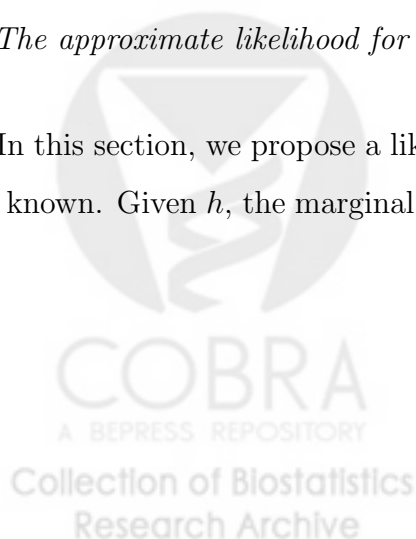 The approximate likelihood for
In this section, we propose a lik
known. Given h, the marginal
COBRA
A BEPRESS REPOSITORY
Collection of Biostatistics
Research Archive